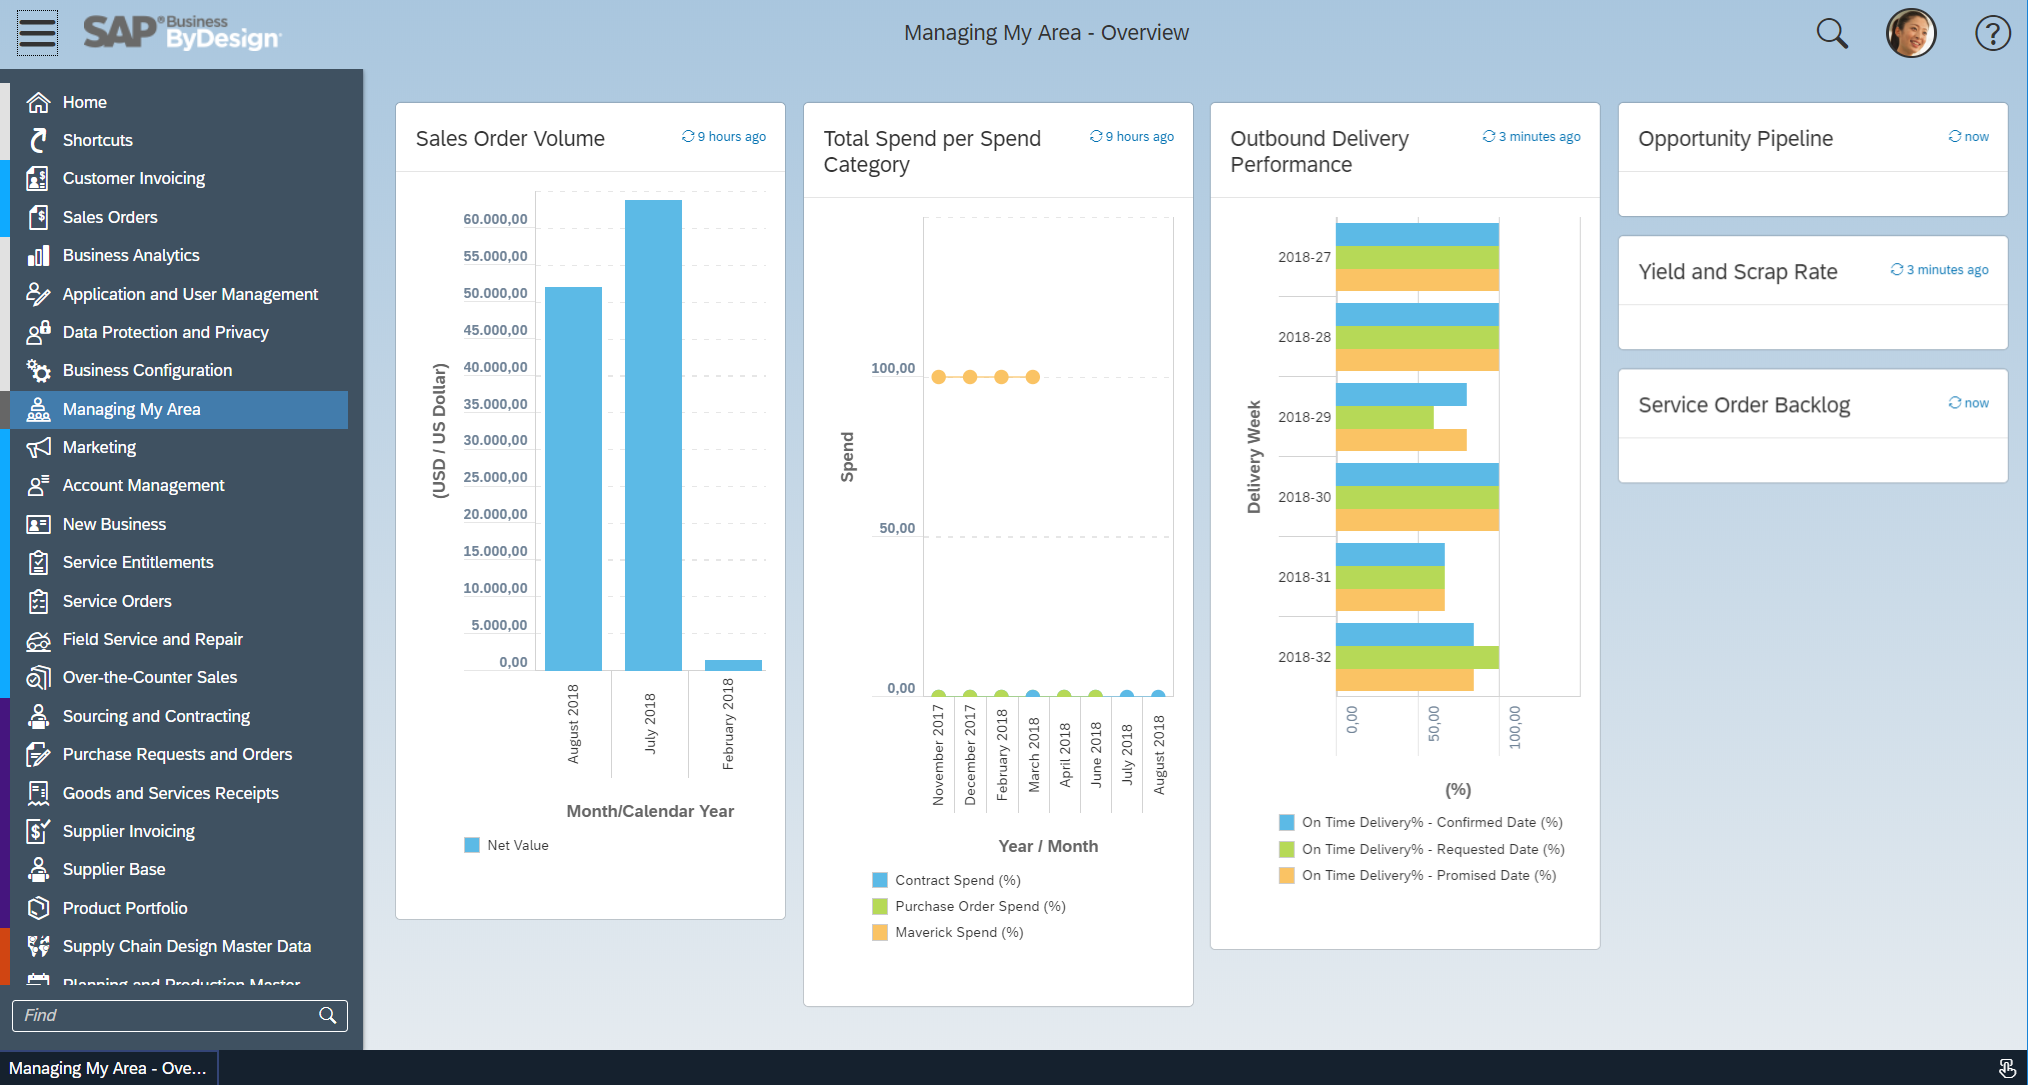 SAP® Business ByDesign
Managing My Area - Overview
Home
Shortcuts
Customer Invoicing
Sales Orders
Business Analytics
Application and User Management
Data Protection and Privacy
Business Configuration
Managing My Area
Marketing
Account Management
New Business
Service Entitlements
Service Orders
Field Service and Repair
Over-the-Counter Sales
Sourcing and Contracting
Purchase Requests and Orders
Goods and Services Receipts
Supplier Invoicing
Supplier Base
Product Portfolio
Supply Chain Design Master Data
Planning and Production Master
Find
Managing My Area - Ove...
Sales Order Volume
9 hours ago
(USD / US Dollar)
60.000,00
55.000,00
50.000,00
45.000,00
40.000,00
35.000,00
30.000,00
25.000,00
20.000,00
15.000,00
10.000,00
5.000,00
0,00
August 2018
July 2018
February 2018
Month/Calendar Year
Net Value
Total Spend per Spend
Category
9 hours ago
Spend
100,00
50,00
0,00
November 2017
December 2017
February 2018
March 2018
April 2018
June 2018
July 2018
August 2018
Year / Month
Contract Spend (%)
Purchase Order Spend (%)
Maverick Spend (%)
Outbound Delivery
Performance
3 minutes ago
Delivery Week
2018-27
2018-28
2018-29
2018-30
2018-31
2018-32
0,00
50,00
100,00
(%)
On Time Delivery% - Confirmed Date (%)
On Time Delivery% - Requested Date (%)
On Time Delivery% - Promised Date (%)
Opportunity Pipeline
now
Yield and Scrap Rate
3 minutes ago
Service Order Backlog
now